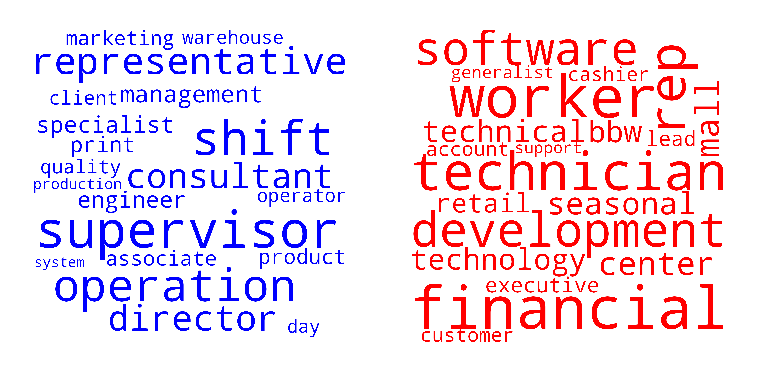 marketing warehouse
representative
client management
specialist
print
shift
quality
production
consultant
engineer
operator
supervisor
system
associate
product
operation
director
day
software
generalist
cashier
rep
worker
mall
technical
bbw
lead
account
support
technician
retail
seasonal
development
technology
center
executive
financial
customer